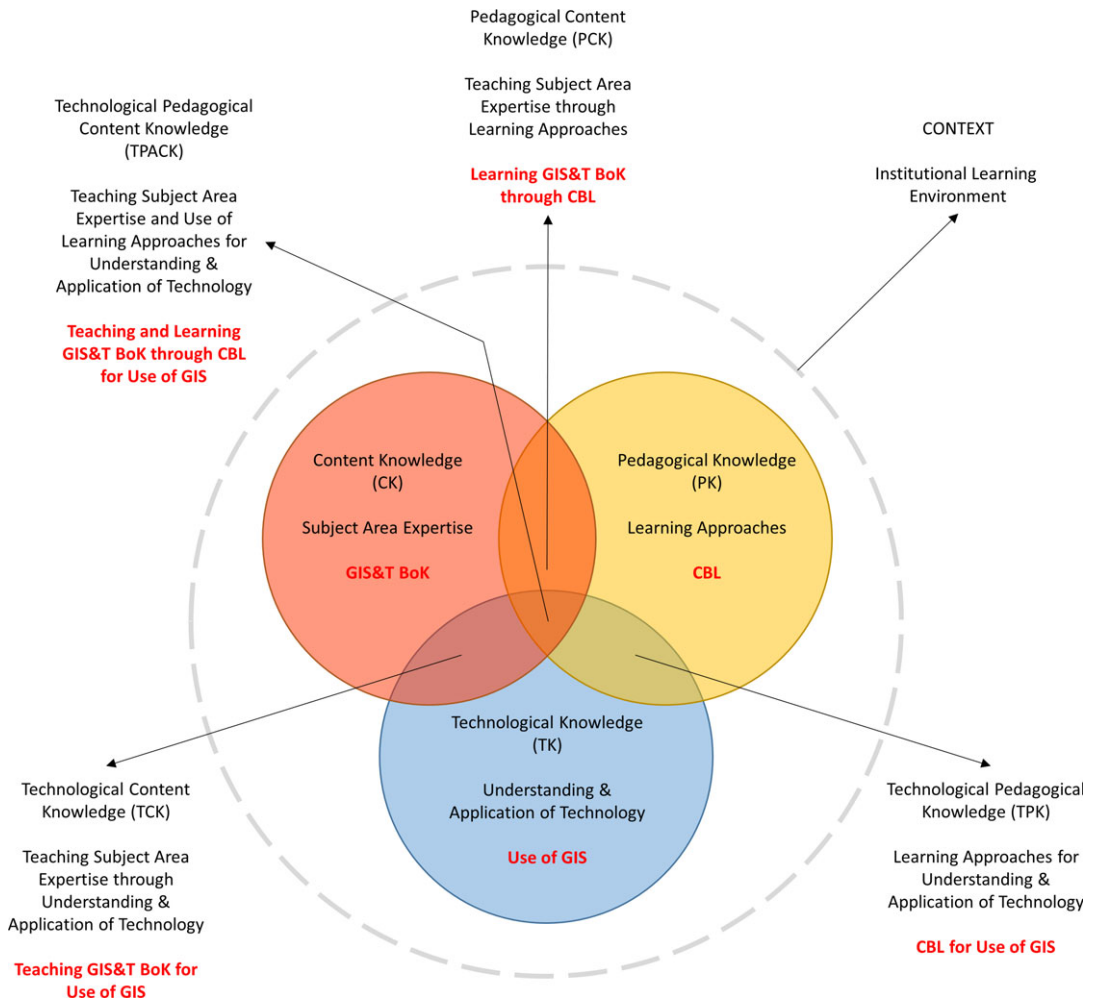 Pedagogical Content
Knowledge (PCK)
Teaching Subject Area
Expertise through
Learning Approaches
Learning GIS&T BoK
through CBL
Technological Pedagogical
Content Knowledge
(TPACK)
Teaching Subject Area
Expertise and Use of
Learning Approaches for
Understanding &
Application of Technology
Teaching and Learning
GIS&T BoK through CBL
for Use of GIS
CONTEXT
Institutional Learning
Environment
Content Knowledge
(CK)
Subject Area Expertise
GIS&T BoK
Pedagogical Knowledge
(PK)
Learning Approaches
CBL
Technological Knowledge
(TK)
Understanding &
Application of Technology
Use of GIS
Technological Content
Knowledge (TCK)
Teaching Subject Area
Expertise through
Understanding &
Application of Technology
Teaching GIS&T BoK for
Use of GIS
Technological Pedagogical
Knowledge (TPK)
Learning Approaches for
Understanding &
Application of Technology
CBL for Use of GIS